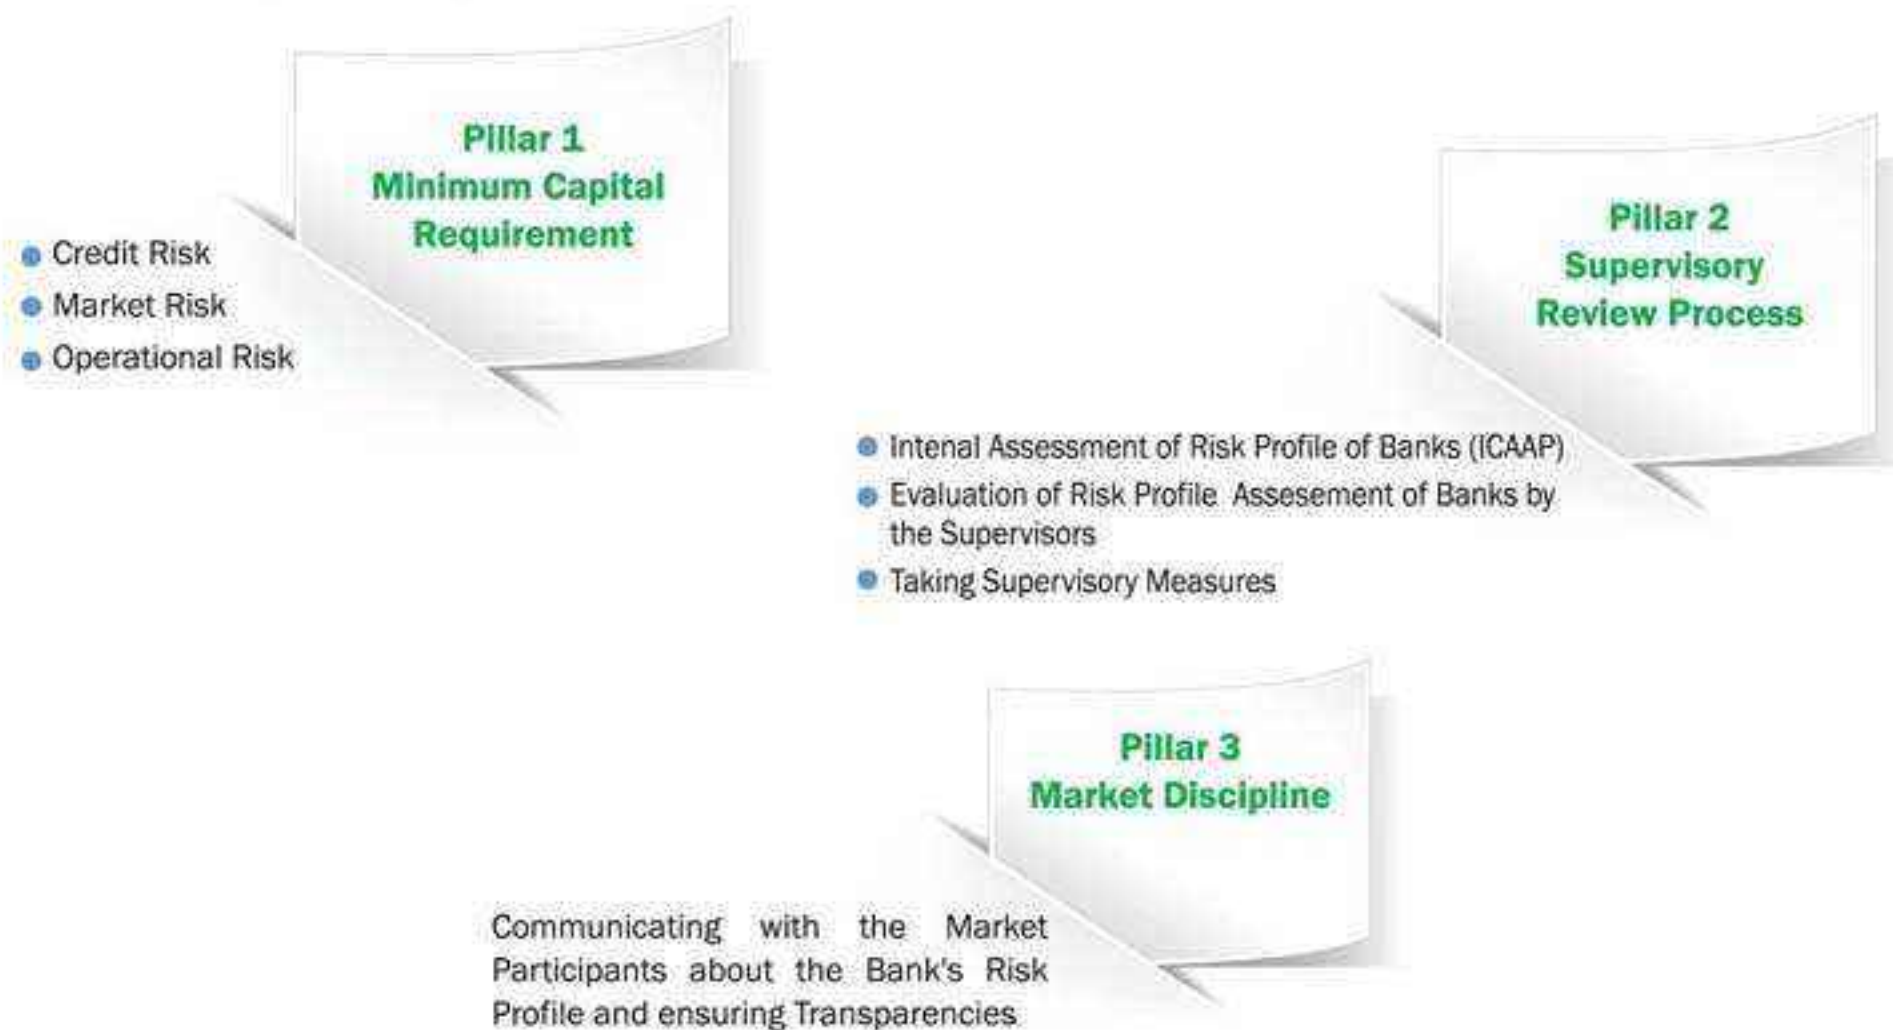 Pillar 1
Minimum Capital
Requirement
Credit Risk
Market Risk
Operational Risk
Pillar 2
Supervisory
Review Process
Intenal Assessment of Risk Profile of Banks (ICAAP)
Evaluation of Risk Profile Assesement of Banks by
the Supervisors
Taking Supervisory Measures
Pillar 3
Market Discipline
Communicating with the Market
Participants about the Bank's Risk
Profile and ensuring Transparencies